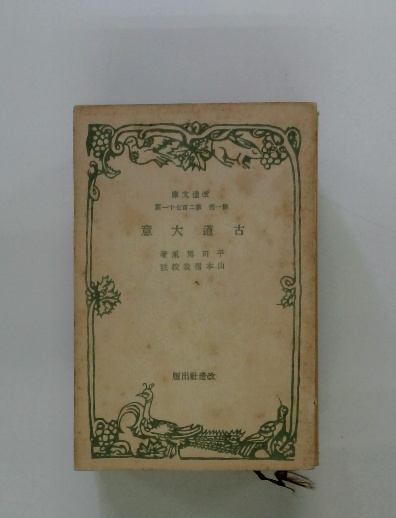 改造文庫
第一部 第二百七十一篇
古道大意
平田篤胤著
山本信哉校註
改造社出版